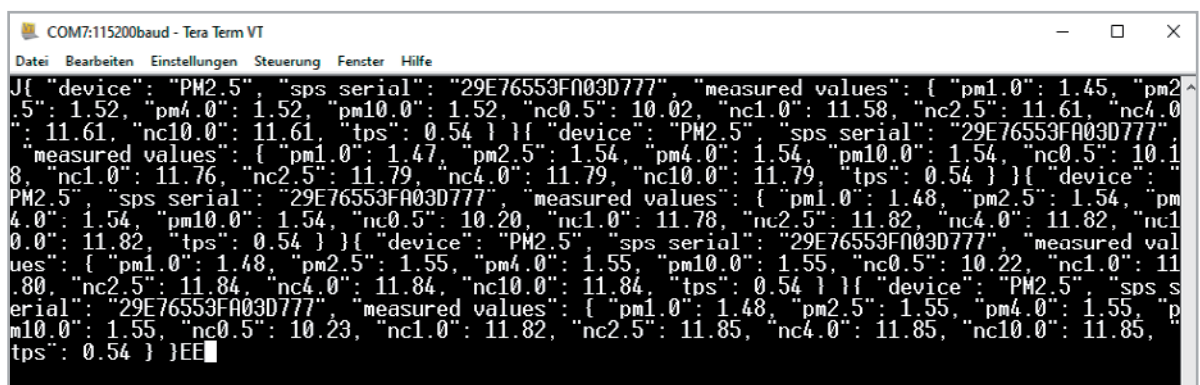 COM7:115200baud - Tera Term VT
Datei Bearbeiten Einstellungen Steuerung Fenster Hilfe
J{ "device": "PM2.5", "sps serial": "29E76553FA03D777", "measured values": { "pm1.0": 1.45, "pm2
.5": 1.52, "pm4.0": 1.52, "pm10.0": 1.52, "nc0.5": 10.02, "nc1.0": 11.58, "nc2.5": 11.61, "nc4.0
": 11.61, "nc10.0": 11.61, "tps": 0.54 } }{ "device": "PM2.5", "sps serial": "29E76553FA03D777",
"measured values": { "pm1.0": 1.47, "pm2.5": 1.54, "pm4.0": 1.54, "pm10.0": 1.54, "nc0.5": 10.1
8, "nc1.0": 11.76, "nc2.5": 11.79, "nc4.0": 11.79, "nc10.0": 11.79, "tps": 0.54 } }{ "device": "
PM2.5", "sps serial": "29E76553FA03D777", "measured values": { "pm1.0": 1.48, "pm2.5": 1.54, "pm
4.0": 1.54, "pm10.0": 1.54, "nc0.5": 10.20, "nc1.0": 11.78, "nc2.5": 11.82, "nc4.0": 11.82, "nc1
0.0": 11.82, "tps": 0.54 } }{ "device": "PM2.5", "sps serial": "29E76553FA03D777", "measured val
ues": { "pm1.0": 1.48, "pm2.5": 1.55, "pm4.0": 1.55, "pm10.0": 1.55, "nc0.5": 10.22, "nc1.0": 11
.80, "nc2.5": 11.84, "nc4.0": 11.84, "nc10.0": 11.84, "tps": 0.54 } }{ "device": "PM2.5", "sps s
erial": "29E76553FA03D777", "measured values": { "pm1.0": 1.48, "pm2.5": 1.55, "pm4.0": 1.55, "p
m10.0": 1.55, "nc0.5": 10.23, "nc1.0": 11.82, "nc2.5": 11.85, "nc4.0": 11.85, "nc10.0": 11.85, "
tps": 0.54 } }EE